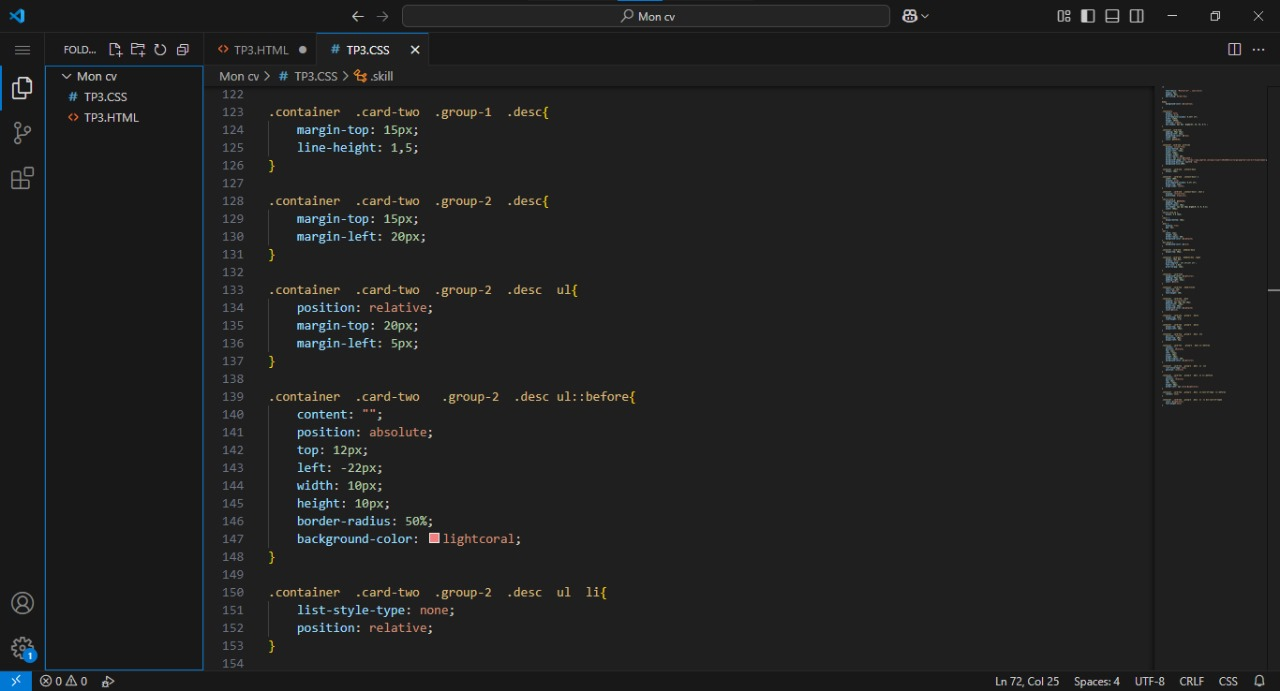 Mon cv
FOLD...
TP3.HTML
# TP3.CSS
Mon cv
# TP3.CSS
TP3.HTML
Mon cv > # TP3.CSS > .skill
122
123 .container .card-two .group-1 .desc{
124 margin-top: 15px;
125 line-height: 1,5;
126 }
127
128 .container .card-two .group-2 .desc{
129 margin-top: 15px;
130 margin-left: 20px;
131 }
132
133 .container .card-two .group-2 .desc ul{
134 position: relative;
135 margin-top: 20px;
136 margin-left: 5px;
137 }
138
139 .container .card-two .group-2 .desc ul::before{
140 content: "";
141 position: absolute;
142 top: 12px;
143 left: -22px;
144 width: 10px;
145 height: 10px;
146 border-radius: 50%;
147 background-color: lightcoral;
148 }
149
150 .container .card-two .group-2 .desc ul li{
151 list-style-type: none;
152 position: relative;
153 }
154
1
0 0
Ln 72, Col 25 Spaces: 4 UTF-8 CRLF CSS